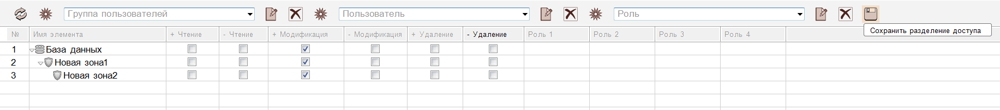 Группа пользователей Пользователь Роль
Сохранить разделение доступа
№ Имя элемента + Чтение - Чтение + Модификация - Модификация + Удаление - Удаление Роль 1 Роль 2 Роль 3 Роль 4
1 База данных
2 Новая зона1
3 Новая зона2